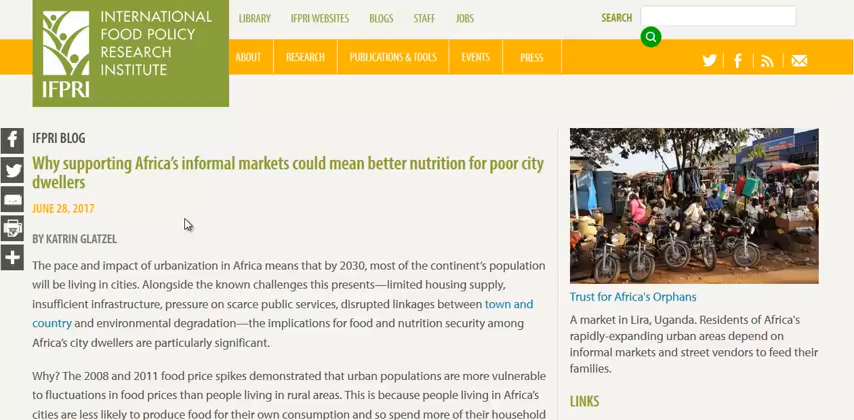 INTERNATIONAL
FOOD POLICY
RESEARCH
INSTITUTE
IFPRI
LIBRARY
IFPRI WEBSITES
BLOGS
STAFF
JOBS
SEARCH
ABOUT
RESEARCH
PUBLICATIONS & TOOLS
EVENTS
PRESS
IFPRI BLOG
Why supporting Africa's informal markets could mean better nutrition for poor city
dwellers
JUNE 28, 2017
BY KATRIN GLATZEL
The pace and impact of urbanization in Africa means that by 2030, most of the continent's population
will be living in cities. Alongside the known challenges this presents—limited housing supply,
insufficient infrastructure, pressure on scarce public services, disrupted linkages between town and
country and environmental degradation—the implications for food and nutrition security among
Africa's city dwellers are particularly significant.
Why? The 2008 and 2011 food price spikes demonstrated that urban populations are more vulnerable
to fluctuations in food prices than people living in rural areas. This is because people living in Africa's
cities are less likely to produce food for their own consumption and so spend more of their household
Trust for Africa's Orphans
A market in Lira, Uganda. Residents of Africa's
rapidly-expanding urban areas depend on
informal markets and street vendors to feed their
families.
LINKS